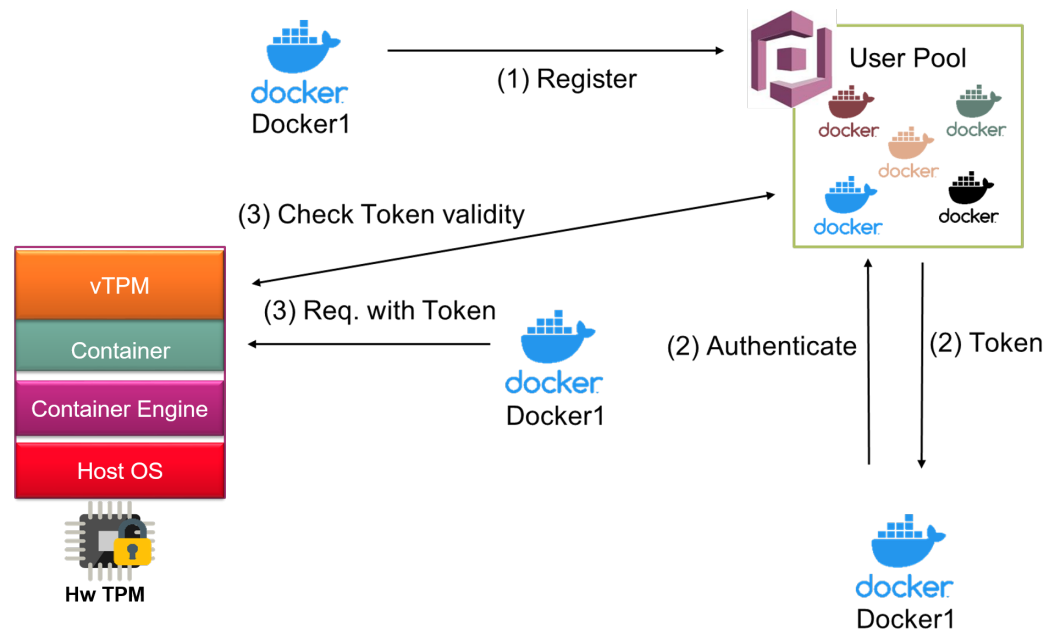 docker
Docker1
(1) Register
User Pool
docker
docker
docker
docker
docker
(3) Check Token validity
vTPM
Container
Container Engine
Host OS
Hw TPM
(3) Req. with Token
docker
Docker1
(2) Authenticate
(2) Token
docker
Docker1